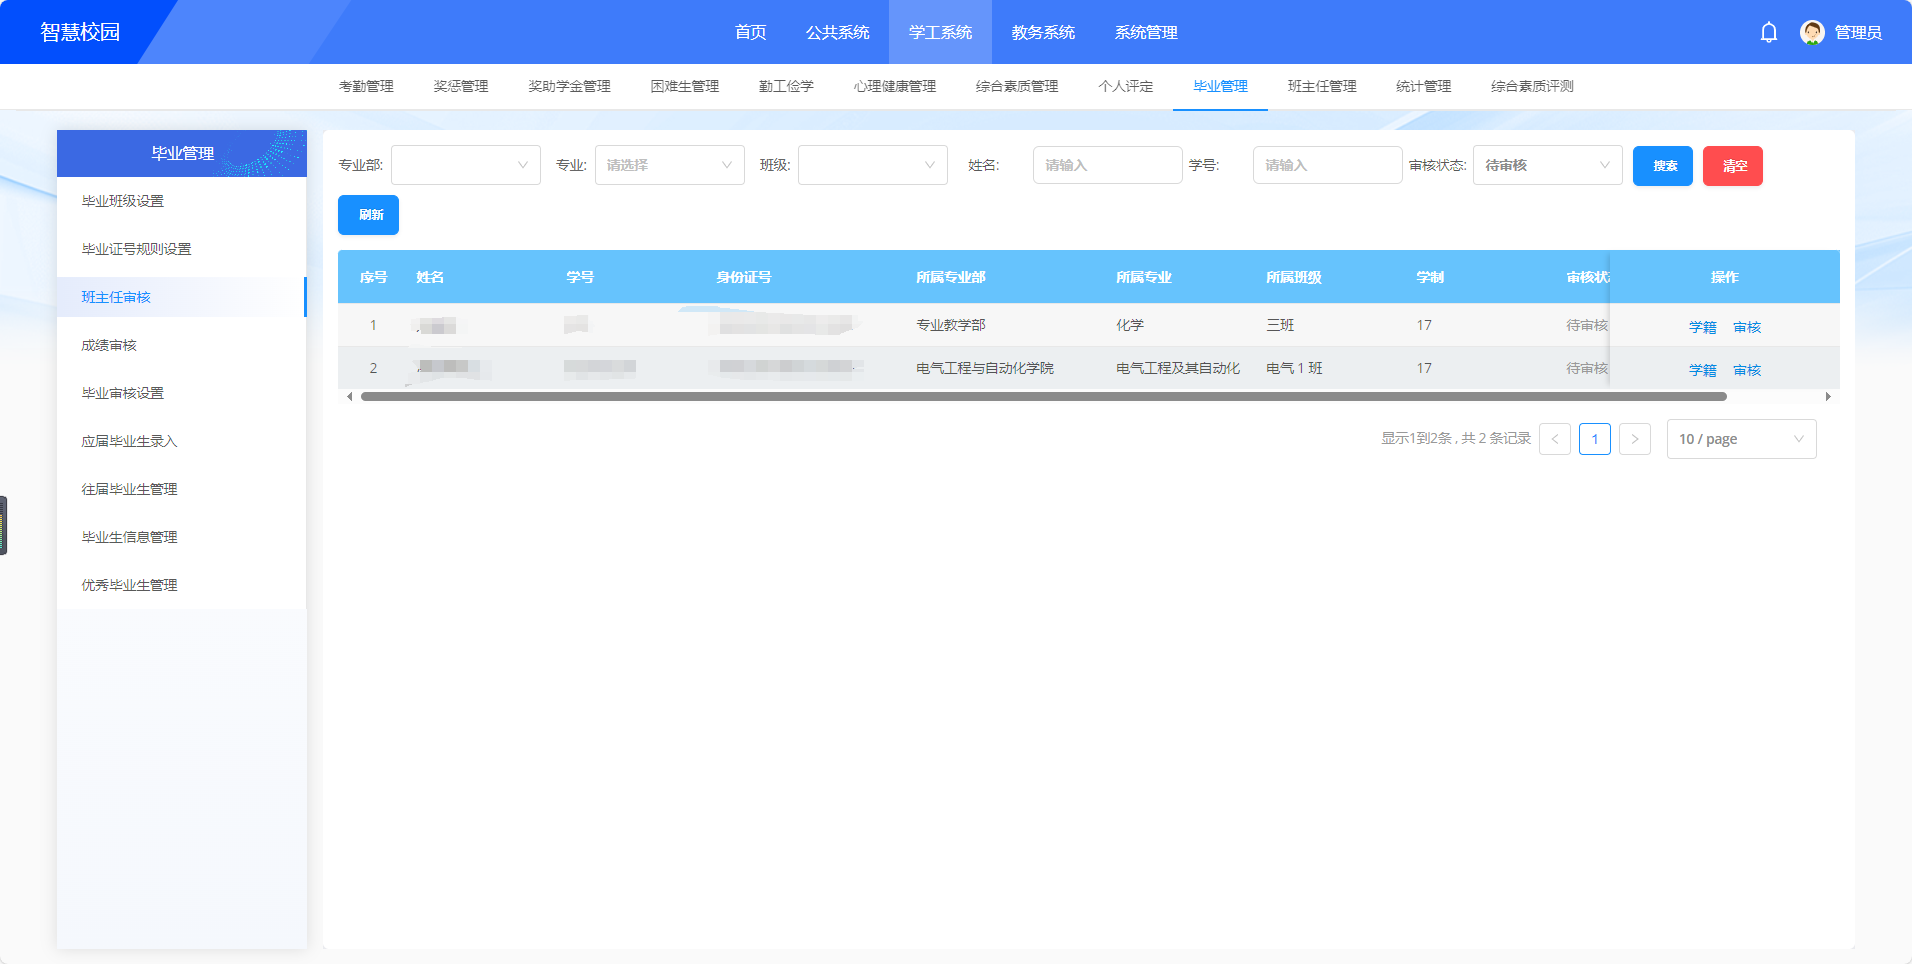 智慧校园 首页 公共系统 学工系统 教务系统 系统管理 管理员
考勤管理 奖惩管理 奖助学金管理 困难生管理 勤工俭学 心理健康管理 综合素质管理 个人评定 毕业管理 班主任管理 统计管理 综合素质评测
毕业管理
毕业班级设置
毕业证号规则设置
班主任审核
成绩审核
毕业审核设置
应届毕业生录入
往届毕业生管理
毕业生信息管理
优秀毕业生管理
专业部: 专业: 请选择 班级: 姓名: 请输入 学号: 请输入 审核状态: 待审核 搜索 清空
刷新
序号 姓名 学号 身份证号 所属专业部 所属专业 所属班级 学制 审核状 操作
1 专业教学部 化学 三班 17 待审核 学籍 审核
2 电气工程与自动化学院 电气工程及其自动化 电气 1 班 17 待审核 学籍 审核
显示1到2条 , 共 2 条记录 < 1 > 10 / page